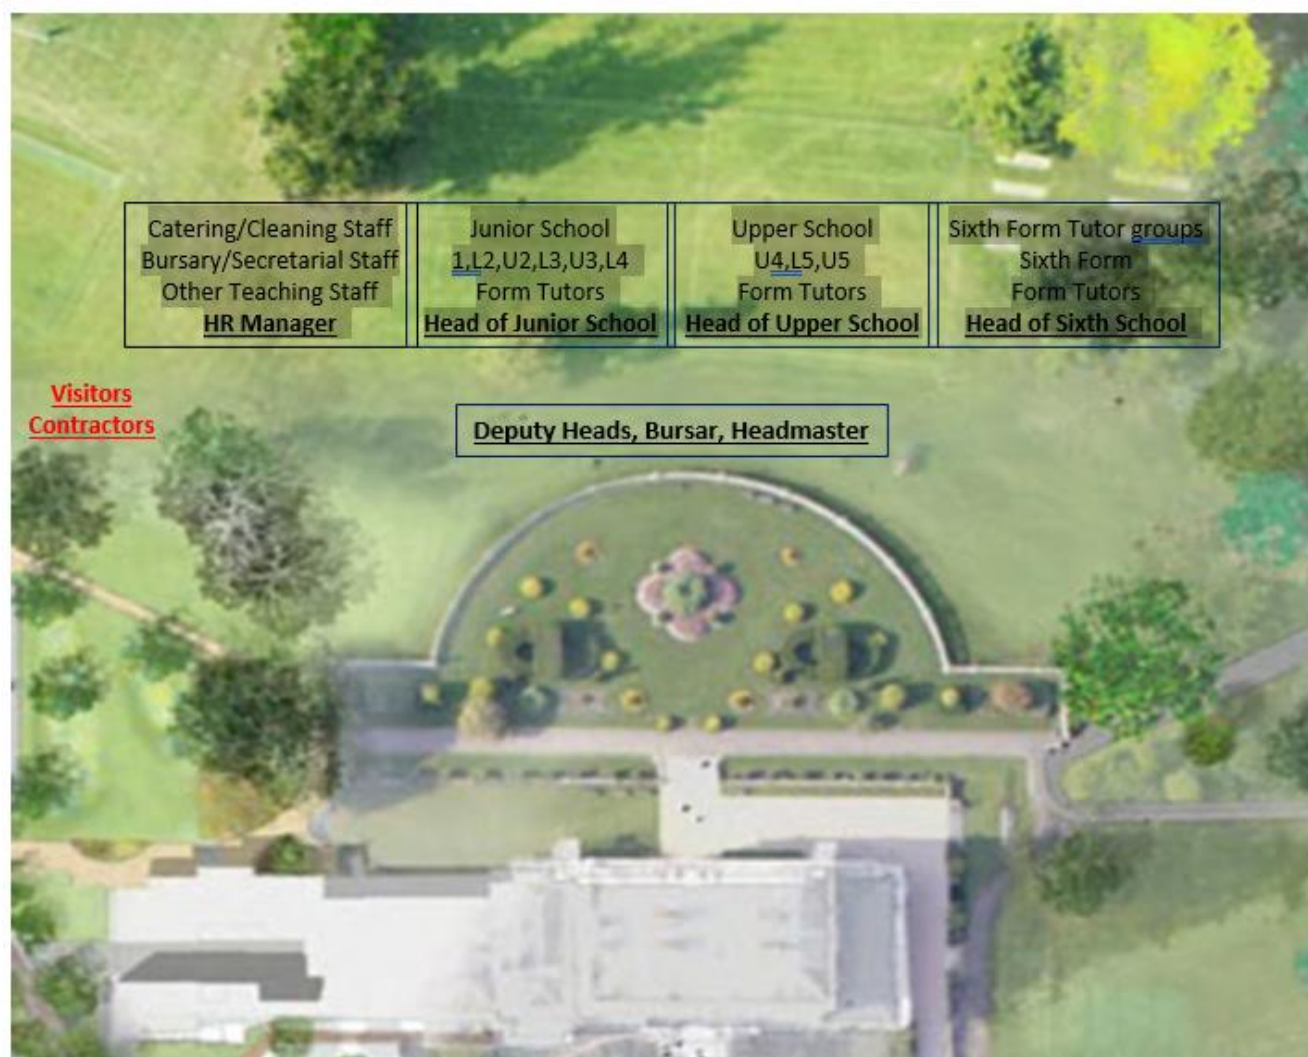 Catering/Cleaning Staff
Bursary/Secretarial Staff
Other Teaching Staff
HR Manager
Junior School
1,L2,U2,L3,U3,L4
Form Tutors
Head of Junior School
Upper School
U4,L5,U5
Form Tutors
Head of Upper School
Sixth Form Tutor groups
Sixth Form
Form Tutors
Head of Sixth School
Visitors
Contractors
Deputy Heads, Bursar, Headmaster